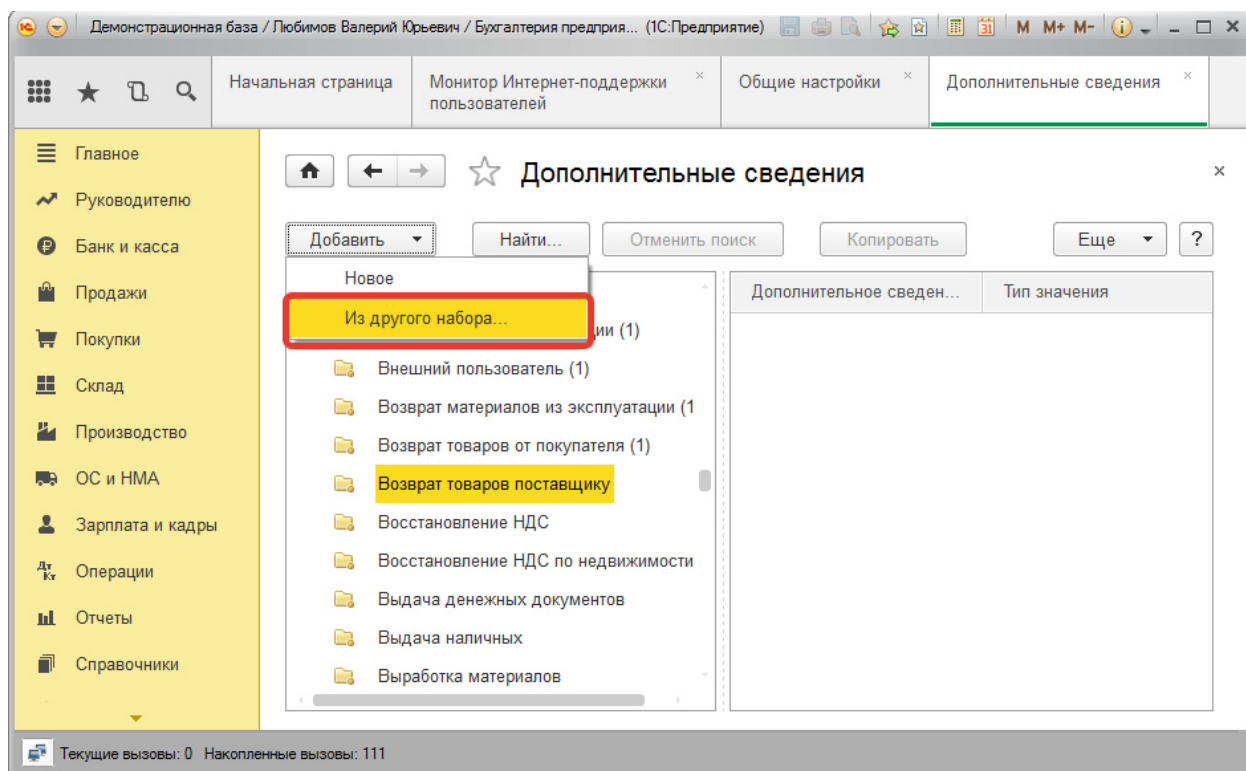 Демонстрационная база / Любимов Валерий Юрьевич / Бухгалтерия предприя... (1С:Предприятие)
M M+ M-
Начальная страница
Монитор Интернет-поддержки пользователей
Общие настройки
Дополнительные сведения
Главное
Руководителю
Банк и касса
Продажи
Покупки
Склад
Производство
ОС и НМА
Зарплата и кадры
Операции
Отчеты
Справочники
Дополнительные сведения
Добавить
Найти...
Отменить поиск
Копировать
Еще
?
Новое
Из другого набора...
ии (1)
Внешний пользователь (1)
Возврат материалов из эксплуатации (1
Возврат товаров от покупателя (1)
Возврат товаров поставщику
Восстановление НДС
Восстановление НДС по недвижимости
Выдача денежных документов
Выдача наличных
Выработка материалов
Дополнительное сведен...
Тип значения
Текущие вызовы: 0 Накопленные вызовы: 111